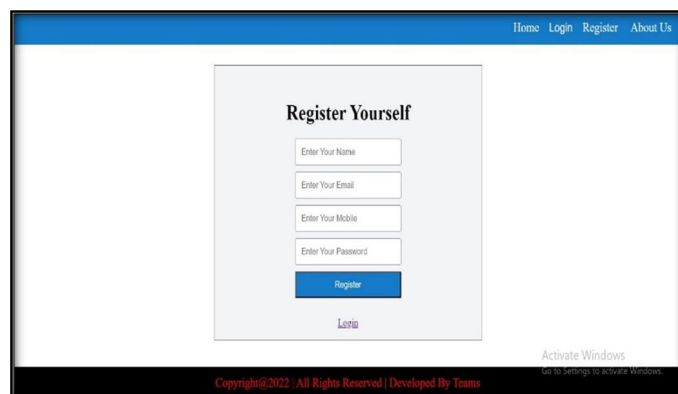 Home Login Register About Us
Register Yourself
Enter Your Name
Enter Your Email
Enter Your Mobile
Enter Your Password
Register
Login
Activate Windows
Go to Settings to activate Windows.
Copyright@2022 | All Rights Reserved | Developed By Teams